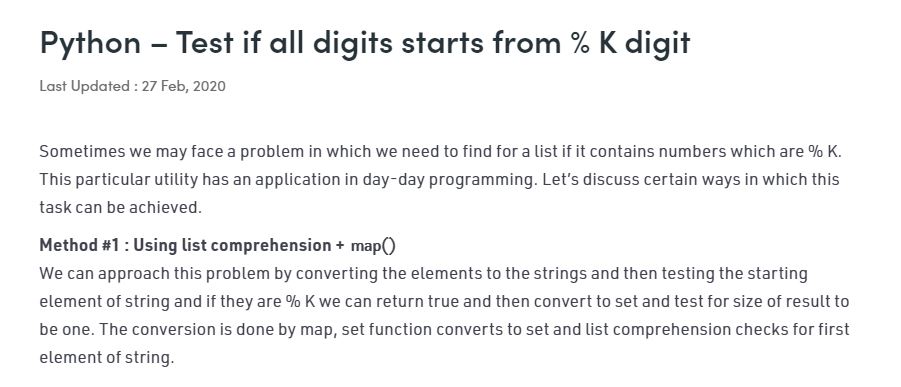 Python – Test if all digits starts from % K digit
Last Updated : 27 Feb, 2020
Sometimes we may face a problem in which we need to find for a list if it contains numbers which are % K.
This particular utility has an application in day-day programming. Let's discuss certain ways in which this
task can be achieved.
Method #1 : Using list comprehension + map()
We can approach this problem by converting the elements to the strings and then testing the starting
element of string and if they are % K we can return true and then convert to set and test for size of result to
be one. The conversion is done by map, set function converts to set and list comprehension checks for first
element of string.